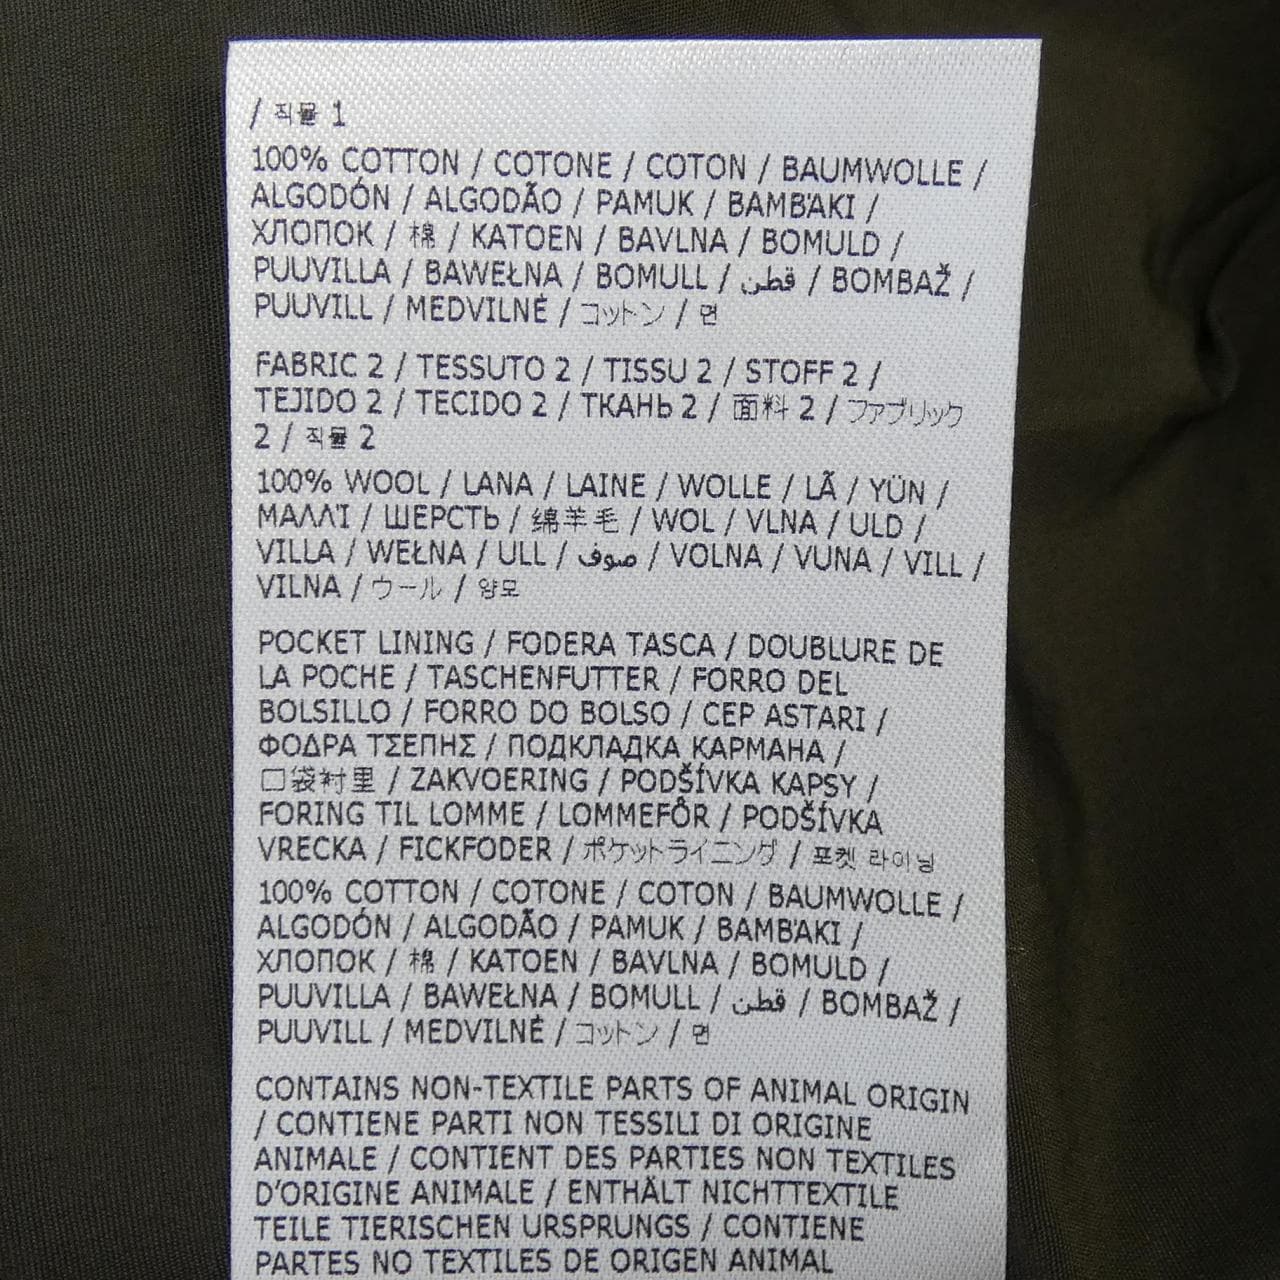 / 직물 1
100% COTTON / COTONE / COTON / BAUMWOLLE /
ALGODÓN / ALGODÃO / PAMUK / ΒΑΜΒΆΚΙ /
ХЛОПОК / 棉 / KATOEN / BAVLNA / BOMULD /
PUUVILLA / BAWEŁNA / BOMULL / قطن / BOMBAŽ /
PUUVILL / MEDVILNĖ / コットン / 면
FABRIC 2 / TESSUTO 2 / TISSU 2 / STOFF 2 /
TEJIDO 2 / TECIDO 2 / ТКАНЬ 2 / 面料 2 / ファブリック
2 / 직물 2
100% WOOL / LANA / LAINE / WOLLE / LÃ / YÜN /
ΜΑΛΛΊ / ШЕРСТЬ / 绵羊毛 / WOL / VLNA / ULD /
VILLA / WEŁNA / ULL / صوف / VOLNA / VUNA / VILL /
VILNA / ウール / 양모
POCKET LINING / FODERA TASCA / DOUBLURE DE
LA POCHE / TASCHENFUTTER / FORRO DEL
BOLSILLO / FORRO DO BOLSO / CEP ASTARI /
ΦΟΔΡΑ ΤΣΕΠΗΣ / ПОДКЛАДКА КАРМАНА /
口袋衬里 / ZAKVOERING / PODŠÍVKA KAPSY /
FORING TIL LOMME / LOMMEFÔR / PODŠÍVKA
VRECKA / FICKFODER / ポケットライニング / 포켓 라이닝
100% COTTON / COTONE / COTON / BAUMWOLLE /
ALGODÓN / ALGODÃO / PAMUK / ΒΑΜΒΆΚΙ /
ХЛОПОК / 棉 / KATOEN / BAVLNA / BOMULD /
PUUVILLA / BAWEŁNA / BOMULL / قطن / BOMBAŽ /
PUUVILL / MEDVILNĖ / コットン / 면
CONTAINS NON-TEXTILE PARTS OF ANIMAL ORIGIN
/ CONTIENE PARTI NON TESSILI DI ORIGINE
ANIMALE / CONTIENT DES PARTIES NON TEXTILES
D'ORIGINE ANIMALE / ENTHÄLT NICHTTEXTILE
TEILE TIERISCHEN URSPRUNGS / CONTIENE
PARTES NO TEXTILES DE ORIGEN ANIMAL